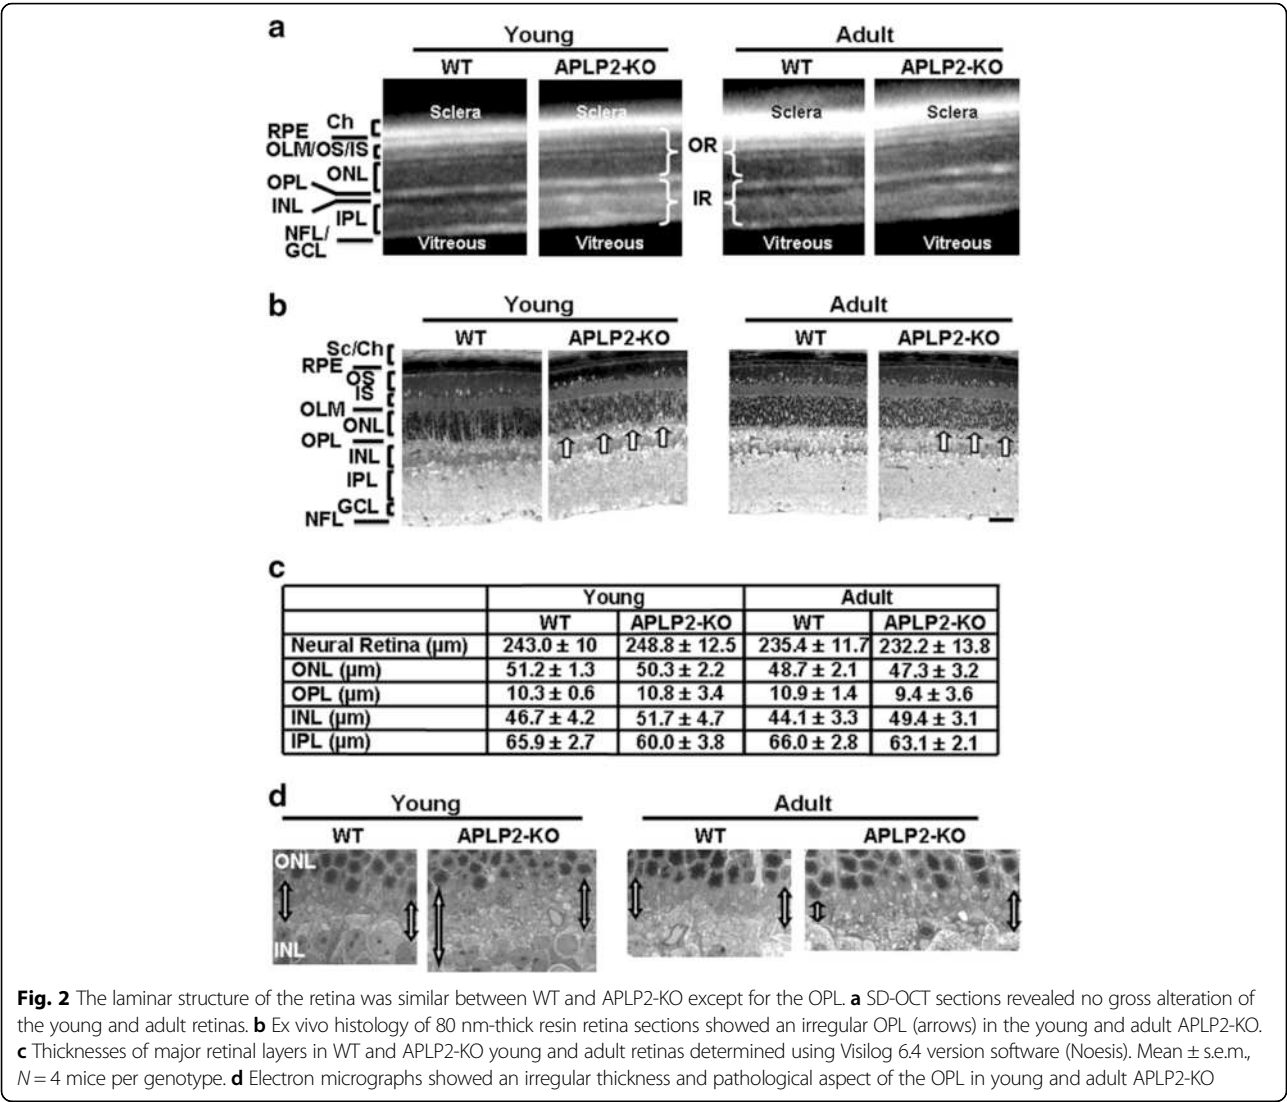 a
Young
Adult
WT
APLP2-KO
WT
APLP2-KO
Sclera
Sclera
Sclera
Sclera
Ch
RPE
OLM/OS/IS
ONL
OPL
INL
IPL
NFL/
GCL
OR
IR
Vitreous
Vitreous
Vitreous
Vitreous
b
Young
Adult
WT
APLP2-KO
WT
APLP2-KO
Sc/Ch
RPE
OS
IS
OLM
ONL
OPL
INL
IPL
GCL
NFL
c
Young Adult
WT APLP2-KO WT APLP2-KO
Neural Retina (µm) 243.0 ± 10 248.8 ± 12.5 235.4 ± 11.7 232.2 ± 13.8
ONL (µm) 51.2 ± 1.3 50.3 ± 2.2 48.7 ± 2.1 47.3 ± 3.2
OPL (µm) 10.3 ± 0.6 10.8 ± 3.4 10.9 ± 1.4 9.4 ± 3.6
INL (µm) 46.7 ± 4.2 51.7 ± 4.7 44.1 ± 3.3 49.4 ± 3.1
IPL (µm) 65.9 ± 2.7 60.0 ± 3.8 66.0 ± 2.8 63.1 ± 2.1
d
Young
Adult
WT
APLP2-KO
WT
APLP2-KO
ONL
INL
Fig. 2 The laminar structure of the retina was similar between WT and APLP2-KO except for the OPL. a SD-OCT sections revealed no gross alteration of
the young and adult retinas. b Ex vivo histology of 80 nm-thick resin retina sections showed an irregular OPL (arrows) in the young and adult APLP2-KO.
c Thicknesses of major retinal layers in WT and APLP2-KO young and adult retinas determined using Visilog 6.4 version software (Noesis). Mean ± s.e.m.,
N = 4 mice per genotype. d Electron micrographs showed an irregular thickness and pathological aspect of the OPL in young and adult APLP2-KO